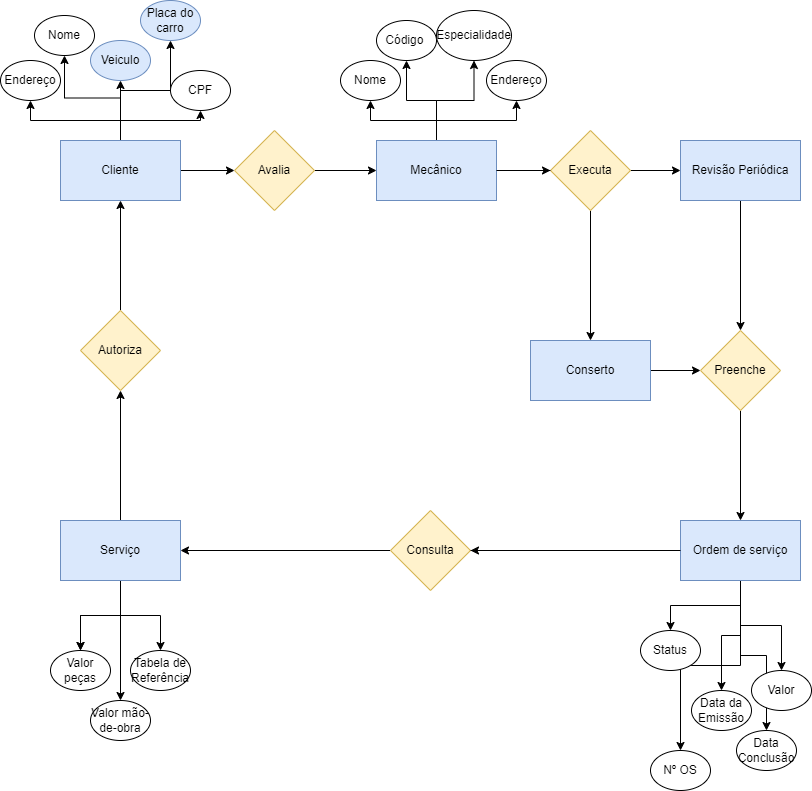 Placa do
carro
Nome
Veiculo
Endereço
CPF
Código
Especialidade
Nome
Endereço
Cliente
Avalia
Mecânico
Executa
Revisão Periódica
Autoriza
Conserto
Preenche
Serviço
Consulta
Ordem de serviço
Valor
peças
Tabela de
Referência
Valor mão-
de-obra
Status
Valor
Data da
Emissão
Data
Conclusão
Nº OS